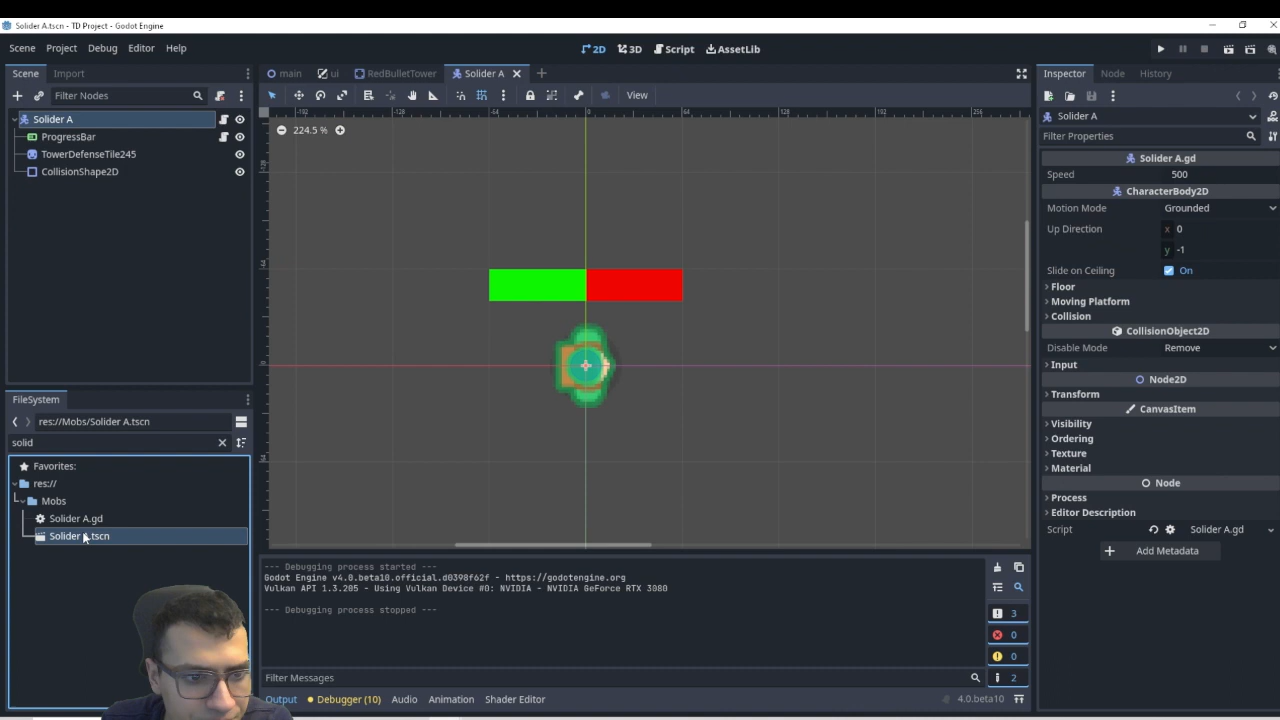 Solider A.tscn - TD Project - Godot Engine
Scene Project Debug Editor Help
2D 3D Script AssetLib
Scene Import
main ui RedBulletTower Solider A
Inspector Node History
Filter Nodes
View
Solider A
ProgressBar
TowerDefenseTile245
CollisionShape2D
224.5 %
Solider A
Filter Properties
Solider A.gd
Speed 500
CharacterBody2D
Motion Mode Grounded
Up Direction x 0
y -1
Slide on Ceiling On
Floor
Moving Platform
Collision
CollisionObject2D
Disable Mode Remove
Input
Node2D
Transform
CanvasItem
Visibility
Ordering
Texture
Material
Node
Process
Editor Description
Script Solider A.gd
Add Metadata
FileSystem
res://Mobs/Solider A.tscn
solid
Favorites:
res://
Mobs
Solider A.gd
Solider A.tscn
--- Debugging process started ---
Godot Engine v4.0.beta10.official.d0398f62f - https://godotengine.org
Vulkan API 1.3.205 - Using Vulkan Device #0: NVIDIA - NVIDIA GeForce RTX 3080
--- Debugging process stopped ---
3
0
0
2
Filter Messages
Output Debugger (10) Audio Animation Shader Editor
4.0.beta10